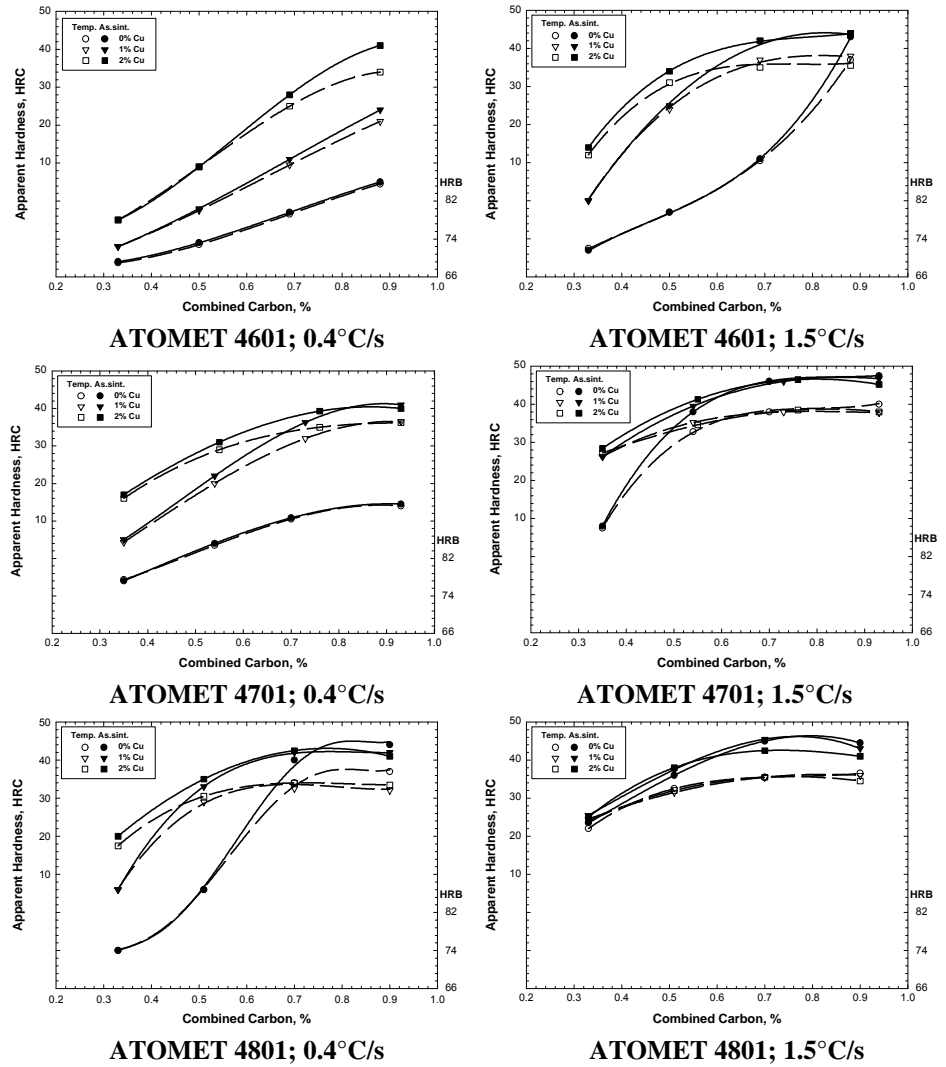 50
40
30
20
10
Apparent Hardness, HRC
Temp. As.sint.
0% Cu
1% Cu
2% Cu
HRB
82
74
66
0.2 0.3 0.4 0.5 0.6 0.7 0.8 0.9 1.0
Combined Carbon, %
ATOMET 4601; 0.4°C/s
50
40
30
20
10
Apparent Hardness, HRC
Temp. As.sint.
0% Cu
1% Cu
2% Cu
HRB
82
74
66
0.2 0.3 0.4 0.5 0.6 0.7 0.8 0.9 1.0
Combined Carbon, %
ATOMET 4601; 1.5°C/s
50
40
30
20
10
Apparent Hardness, HRC
Temp. As.sint.
0% Cu
1% Cu
2% Cu
HRB
82
74
66
0.2 0.3 0.4 0.5 0.6 0.7 0.8 0.9 1.0
Combined Carbon, %
ATOMET 4701; 0.4°C/s
50
40
30
20
10
Apparent Hardness, HRC
Temp. As.sint.
0% Cu
1% Cu
2% Cu
HRB
82
74
66
0.2 0.3 0.4 0.5 0.6 0.7 0.8 0.9 1.0
Combined Carbon, %
ATOMET 4701; 1.5°C/s
50
40
30
20
10
Apparent Hardness, HRC
Temp. As.sint.
0% Cu
1% Cu
2% Cu
HRB
82
74
66
0.2 0.3 0.4 0.5 0.6 0.7 0.8 0.9 1.0
Combined Carbon, %
ATOMET 4801; 0.4°C/s
50
40
30
20
10
Apparent Hardness, HRC
Temp. As.sint.
0% Cu
1% Cu
2% Cu
HRB
82
74
66
0.2 0.3 0.4 0.5 0.6 0.7 0.8 0.9 1.0
Combined Carbon, %
ATOMET 4801; 1.5°C/s